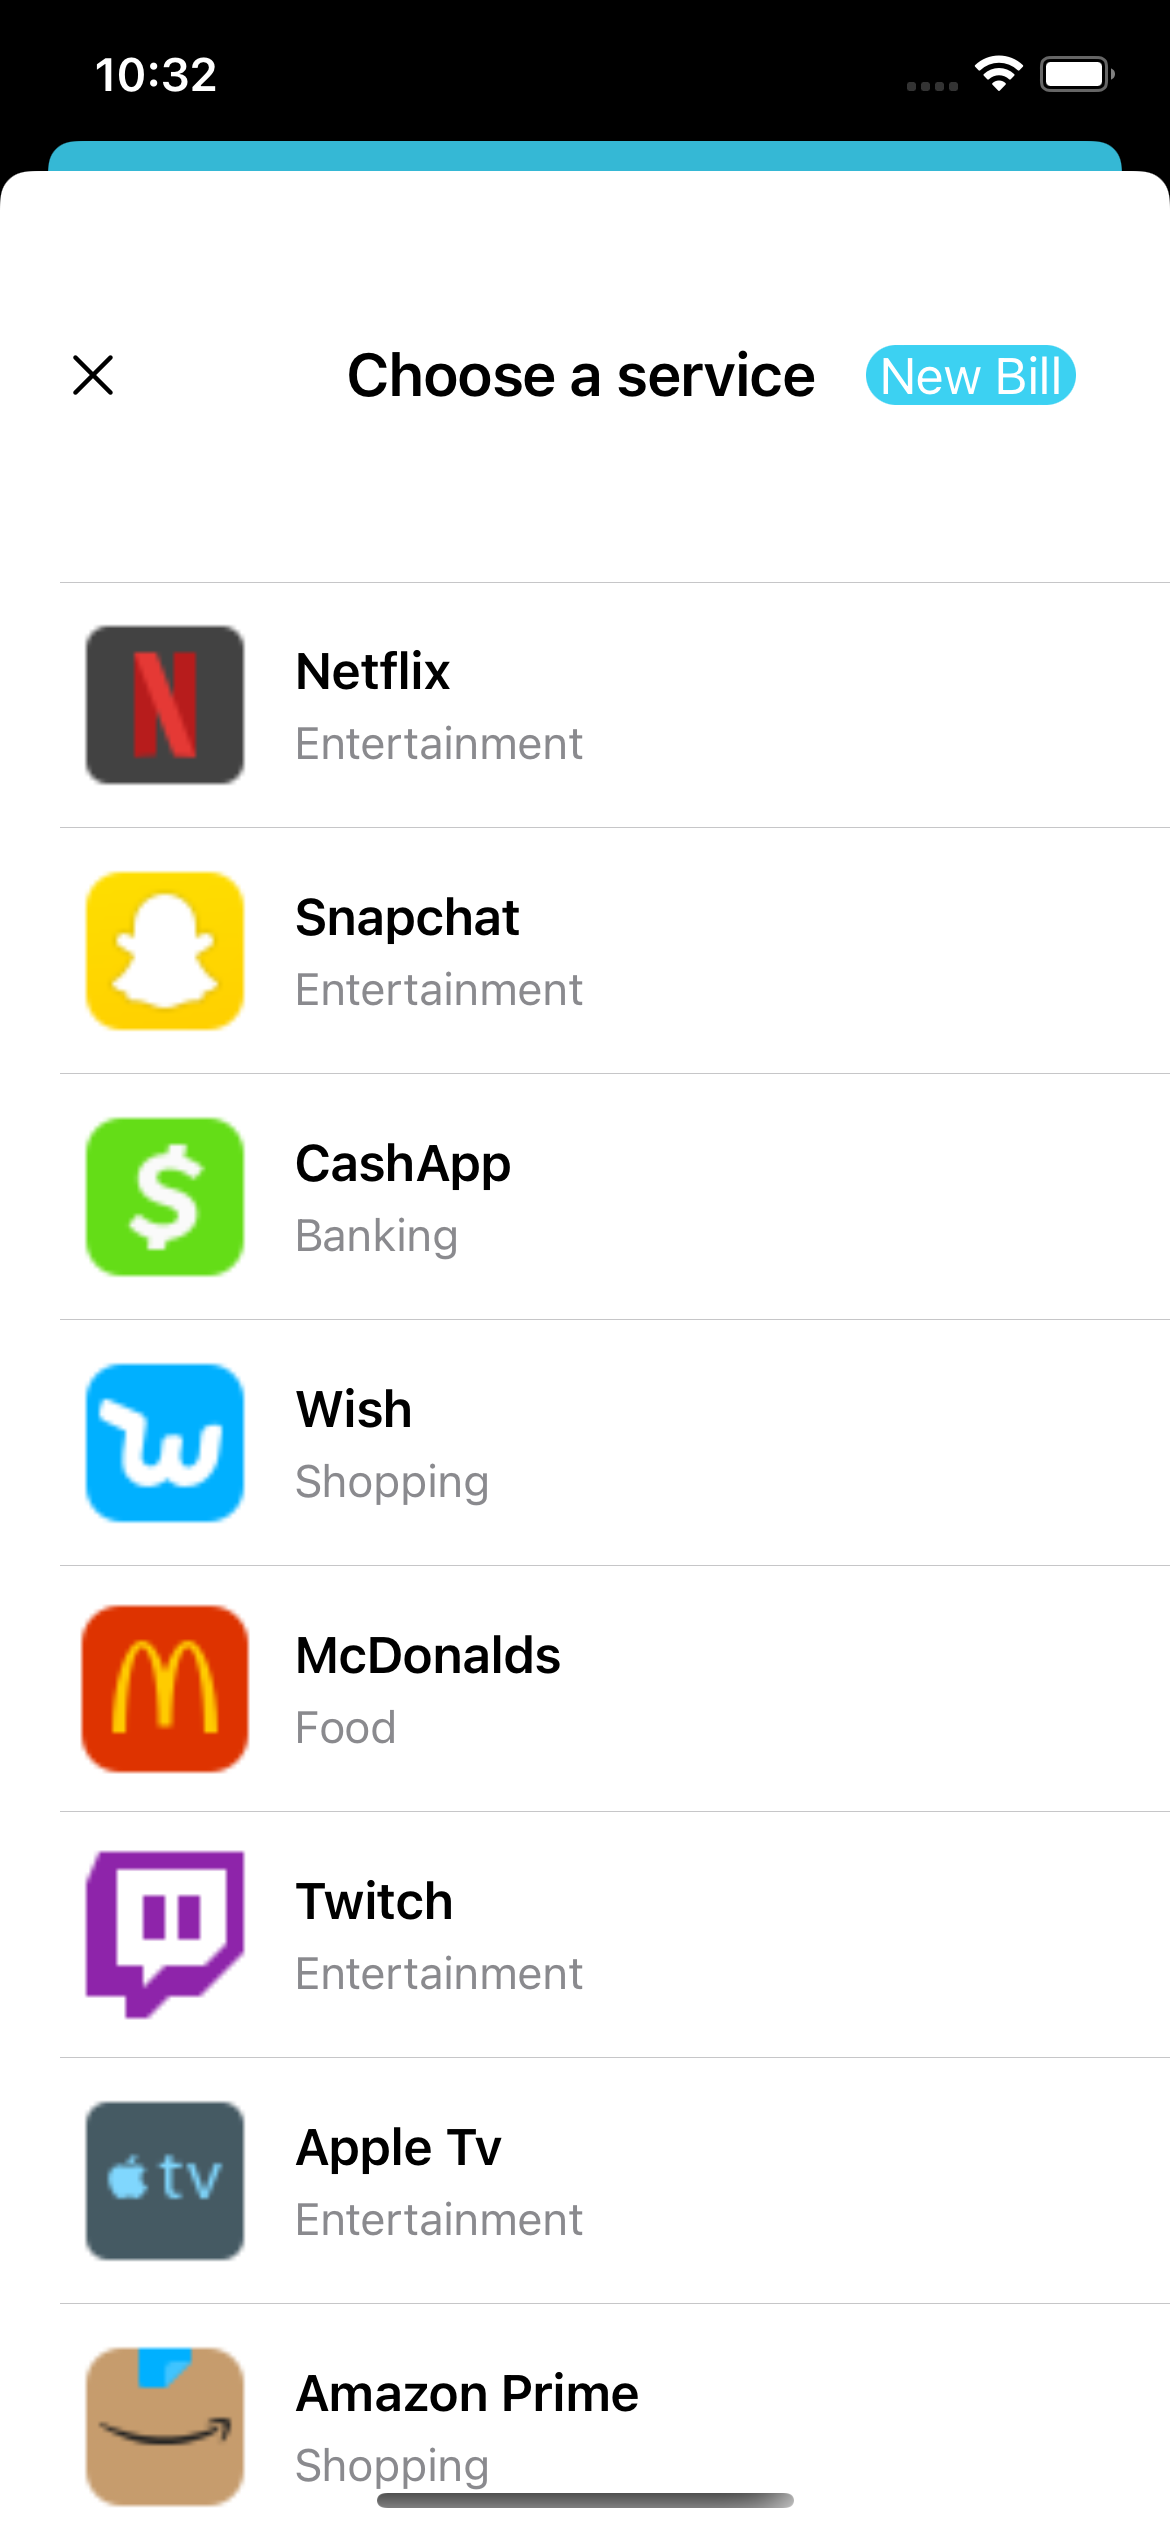 10:32
Choose a service
New Bill
Netflix
Entertainment
Snapchat
Entertainment
CashApp
Banking
Wish
Shopping
McDonalds
Food
Twitch
Entertainment
tv
Apple Tv
Entertainment
Amazon Prime
Shopping